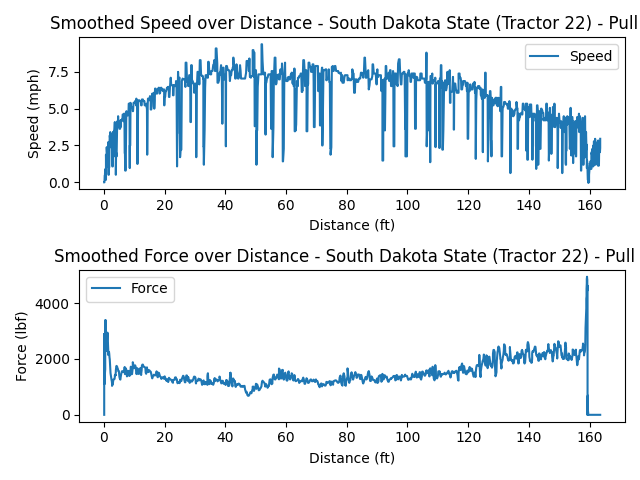 Smoothed Speed over Distance - South Dakota State (Tractor 22) - Pull
Speed (mph)
7.5
5.0
2.5
0.0
Speed
0 20 40 60 80 100 120 140 160
Distance (ft)
Smoothed Force over Distance - South Dakota State (Tractor 22) - Pull
Force (lbf)
4000
2000
0
Force
0 20 40 60 80 100 120 140 160
Distance (ft)